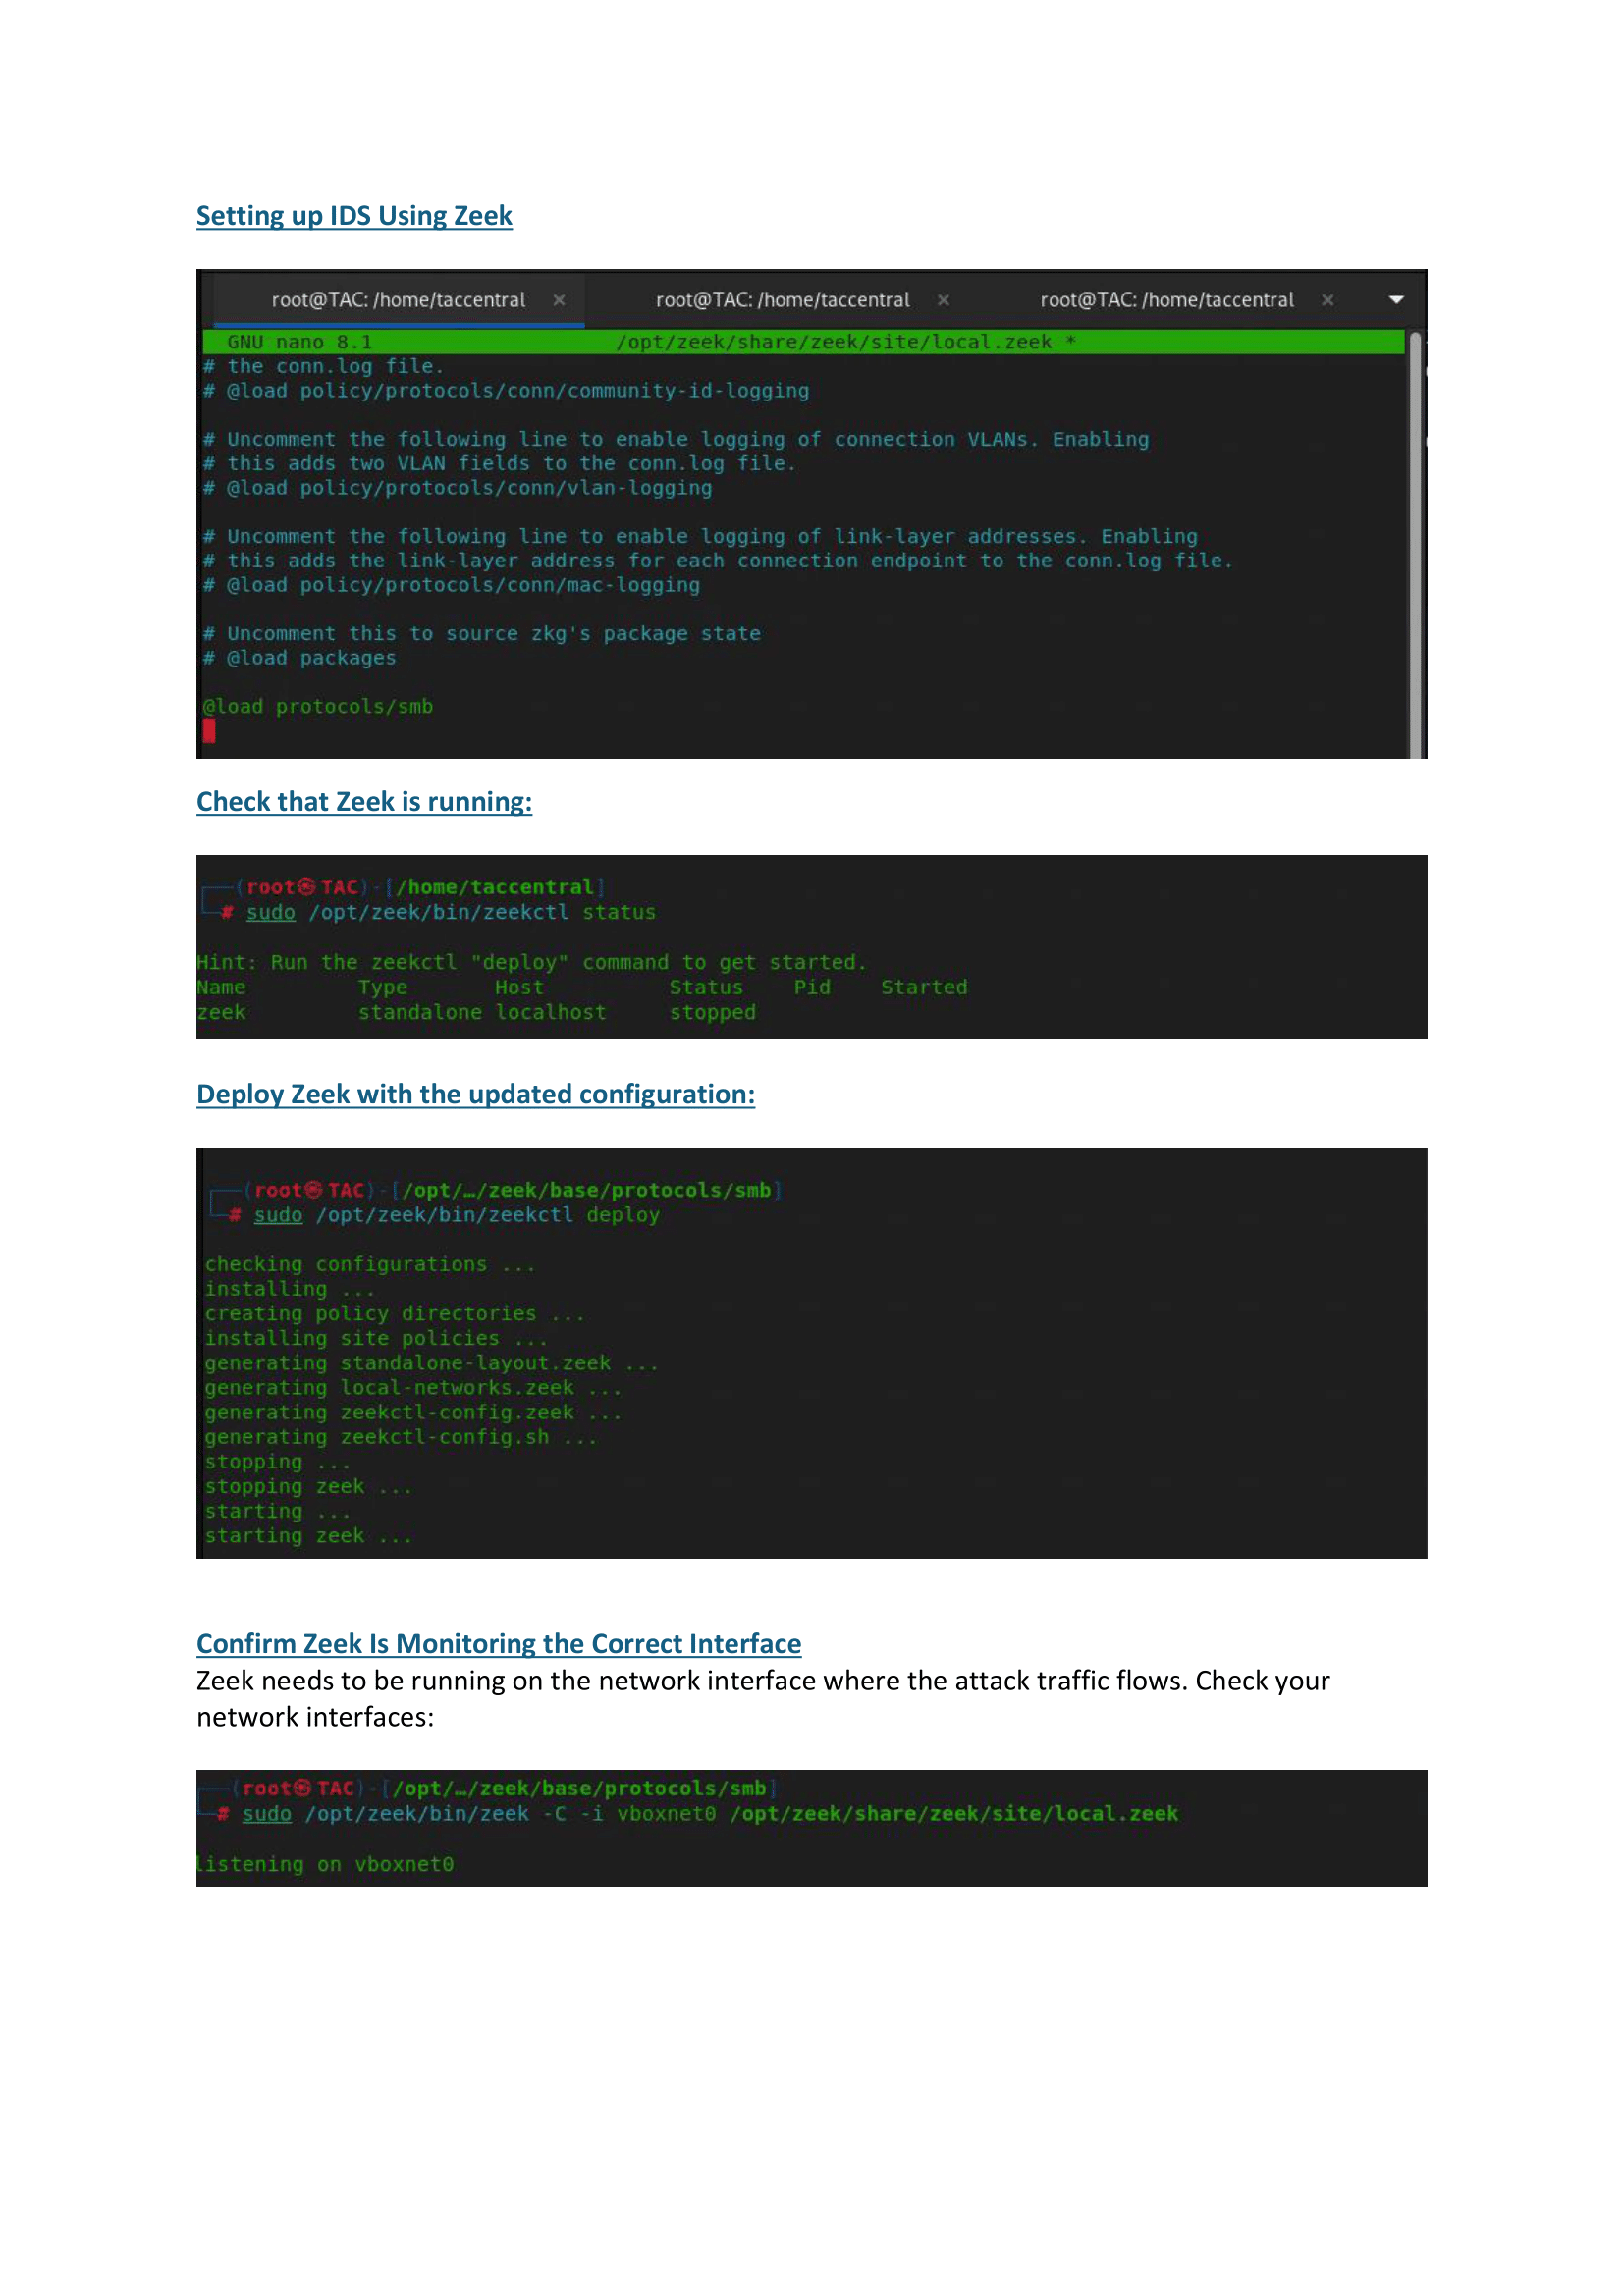 Setting up IDS Using Zeek
root@TAC: /home/taccentral × root@TAC: /home/taccentral × root@TAC: /home/taccentral ×
GNU nano 8.1 /opt/zeek/share/zeek/site/local.zeek *
# the conn.log file.
# @load policy/protocols/conn/community-id-logging
# Uncomment the following line to enable logging of connection VLANs. Enabling
# this adds two VLAN fields to the conn.log file.
# @load policy/protocols/conn/vlan-logging
# Uncomment the following line to enable logging of link-layer addresses. Enabling
# this adds the link-layer address for each connection endpoint to the conn.log file.
# @load policy/protocols/conn/mac-logging
# Uncomment this to source zkg's package state
# @load packages
@load protocols/smb
Check that Zeek is running:
(root㉿TAC)-[/home/taccentral]
# sudo /opt/zeek/bin/zeekctl status
Hint: Run the zeekctl "deploy" command to get started.
Name Type Host Status Pid Started
zeek standalone localhost stopped
Deploy Zeek with the updated configuration:
(root㉿TAC)-[/opt/…/zeek/base/protocols/smb]
# sudo /opt/zeek/bin/zeekctl deploy
checking configurations ...
installing ...
creating policy directories ...
installing site policies ...
generating standalone-layout.zeek ...
generating local-networks.zeek ...
generating zeekctl-config.zeek ...
generating zeekctl-config.sh ...
stopping ...
stopping zeek ...
starting ...
starting zeek ...
Confirm Zeek Is Monitoring the Correct Interface
Zeek needs to be running on the network interface where the attack traffic flows. Check your
network interfaces:
(root㉿TAC)-[/opt/…/zeek/base/protocols/smb]
# sudo /opt/zeek/bin/zeek -C -i vboxnet0 /opt/zeek/share/zeek/site/local.zeek
listening on vboxnet0